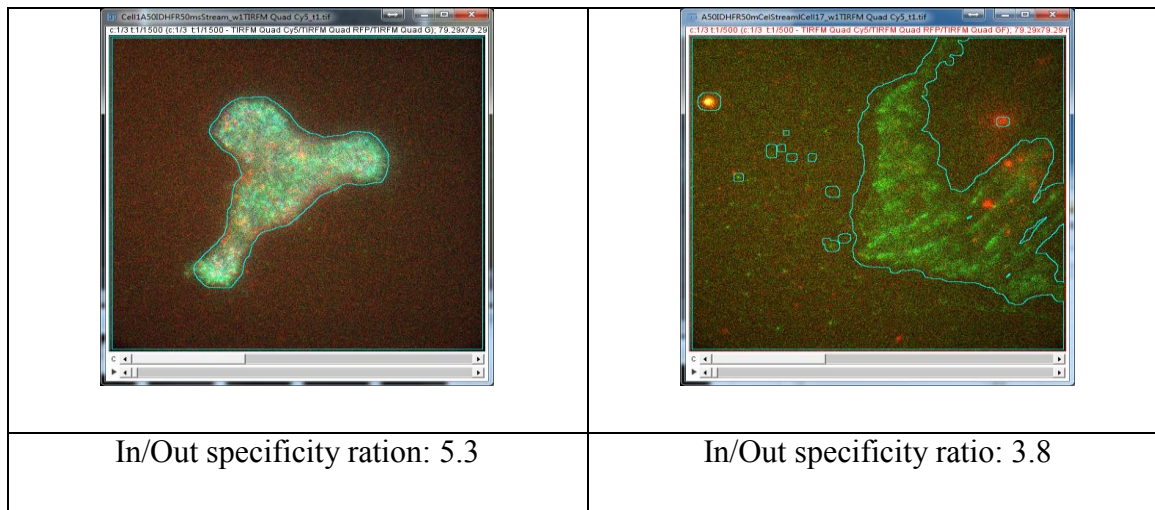 Cell1A50IDHFR50msStream_w1TIRFM Quad Cy5_t1.tif
c:1/3 t:1/1500 (c:1/3 t:1/1500 - TIRFM Quad Cy5/TIRFM Quad RFP/TIRFM Quad G); 79.29x79.29
A50IDHFR50mCelStreamlCell17_w1TIRFM Quad Cy5_t1.tif
c:1/3 t:1/500 (c:1/3 t:1/500 - TIRFM Quad Cy5/TIRFM Quad RFP/TIRFM Quad GF); 79.29x79.29
c
c
In/Out specificity ration: 5.3
In/Out specificity ratio: 3.8